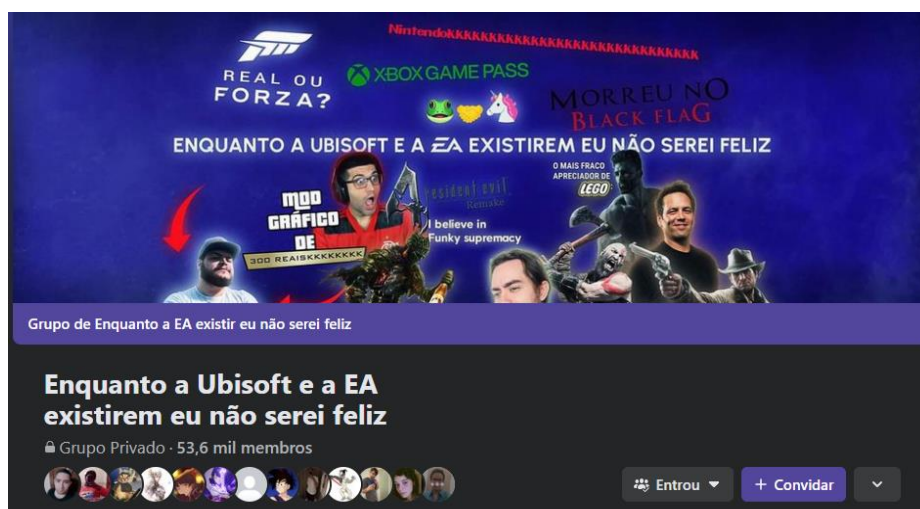 NintendokKKKKKKKKKKKKKKKKKKKKKKKKKKKK
REAL OU
FORZA?
XBOX GAME PASS
MORREU NO
BLACK FLAG
ENQUANTO A UBISOFT E A EA EXISTIREM EU NÃO SEREI FELIZ
O MAIS FRACO
APRECIADOR DE
LEGO
MOD
GRÁFICO
DE
300 REAISKKKKKKKKK
resident evil
Remake
I believe in
Funky supremacy
Grupo de Enquanto a EA existir eu não serei feliz
Enquanto a Ubisoft e a EA
existirem eu não serei feliz
Grupo Privado · 53,6 mil membros
Entrou
+ Convidar